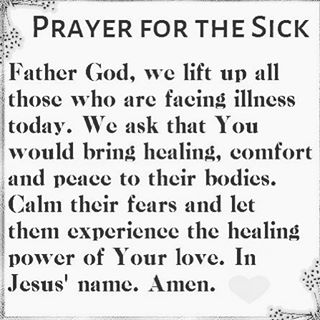 PRAYER FOR THE SICK
Father God, we lift up all
those who are facing illness
today. We ask that You
would bring healing, comfort
and peace to their bodies.
Calm their fears and let
them experience the healing
power of Your love. In
Jesus' name. Amen.